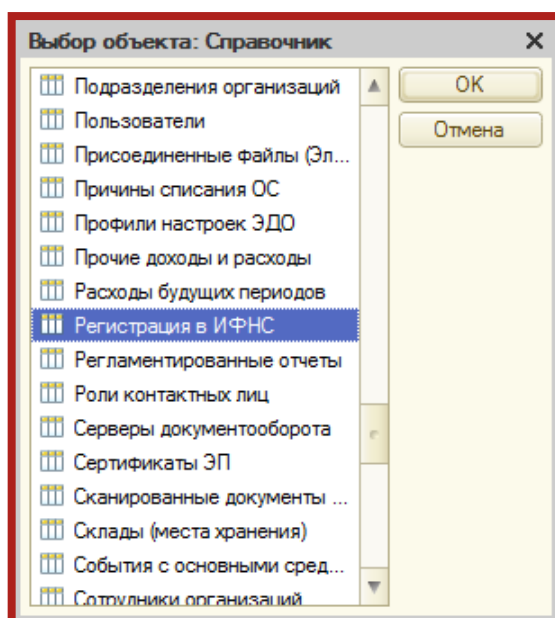 Выбор объекта: Справочник
Подразделения организаций
OK
Пользователи
Отмена
Присоединенные файлы (Эл...
Причины списания ОС
Профили настроек ЭДО
Прочие доходы и расходы
Расходы будущих периодов
Регистрация в ИФНС
Регламентированные отчеты
Роли контактных лиц
Серверы документооборота
Сертификаты ЭП
Сканированные документы ...
Склады (места хранения)
События с основными сред...
Сотрудники организаций